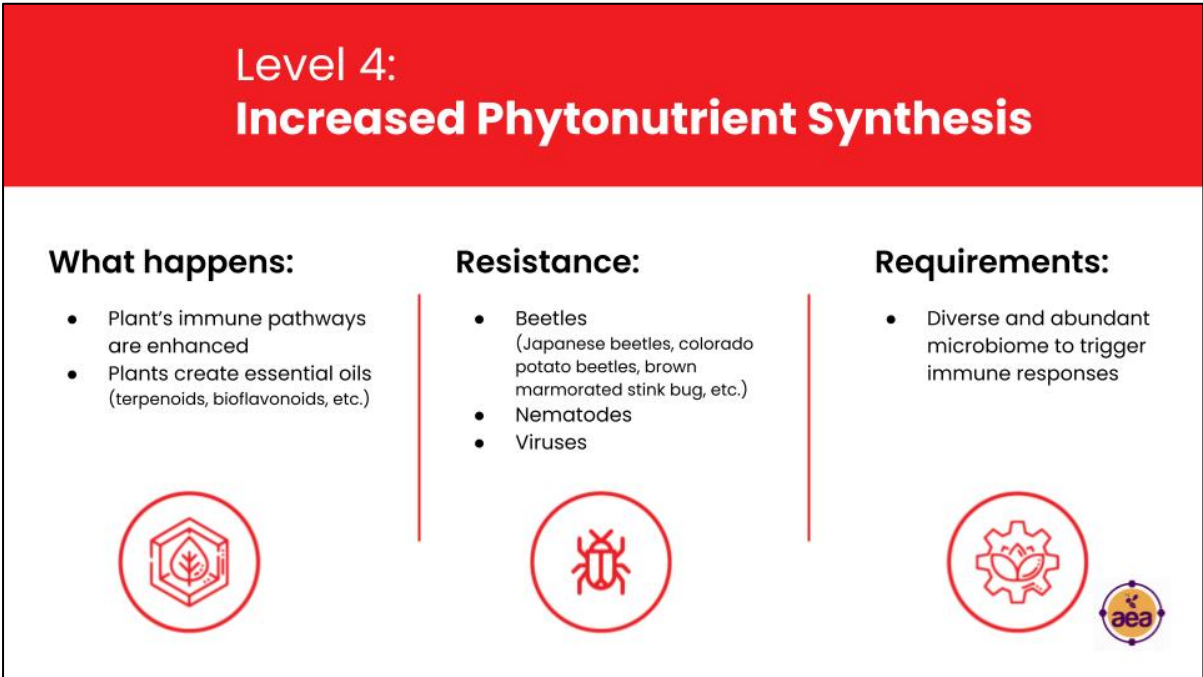 Level 4:
Increased Phytonutrient Synthesis
What happens:
● Plant's immune pathways
are enhanced
● Plants create essential oils
(terpenoids, bioflavonoids, etc.)
Resistance:
● Beetles
(Japanese beetles, colorado
potato beetles, brown
marmorated stink bug, etc.)
● Nematodes
● Viruses
Requirements:
● Diverse and abundant
microbiome to trigger
immune responses
aea